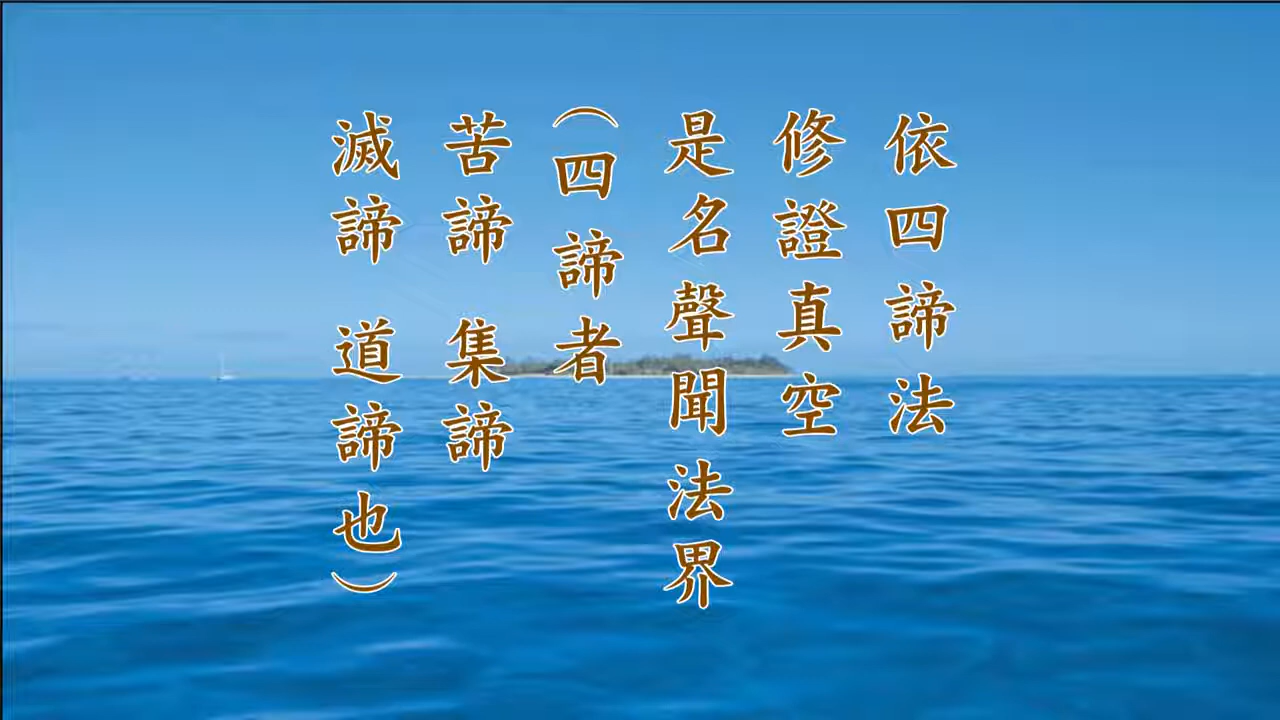 依四諦法
修證真空
是名聲聞法界
（四諦者
苦諦　集諦
滅諦　道諦也）